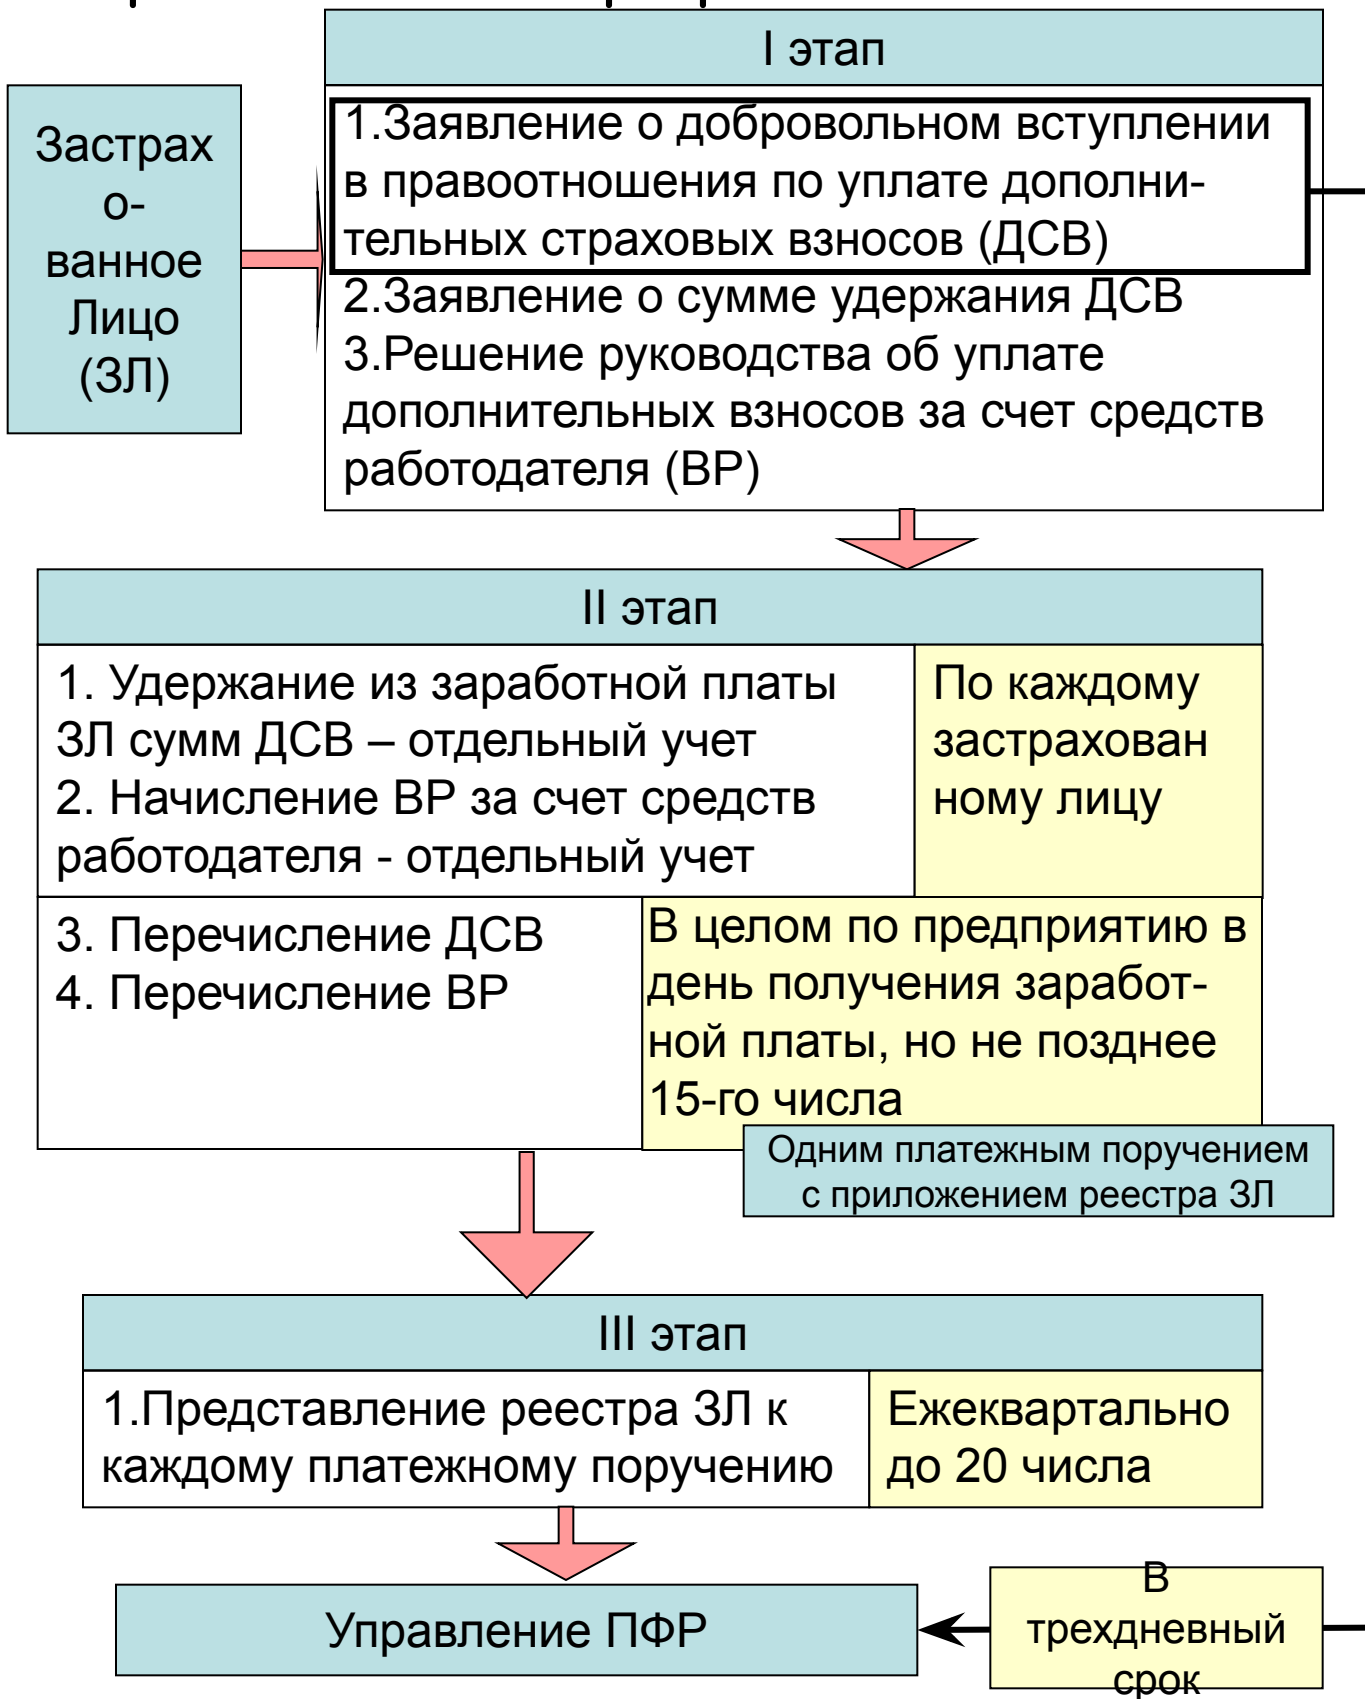 I этап
Застрах
о-
ванное
Лицо
(ЗЛ)
1.Заявление о добровольном вступлении
в правоотношения по уплате дополни-
тельных страховых взносов (ДСВ)
2.Заявление о сумме удержания ДСВ
3.Решение руководства об уплате
дополнительных взносов за счет средств
работодателя (ВР)
II этап
1. Удержание из заработной платы
ЗЛ сумм ДСВ – отдельный учет
2. Начисление ВР за счет средств
работодателя - отдельный учет
По каждому
застрахован
ному лицу
3. Перечисление ДСВ
4. Перечисление ВР
В целом по предприятию в
день получения заработ-
ной платы, но не позднее
15-го числа
Одним платежным поручением
с приложением реестра ЗЛ
III этап
1.Представление реестра ЗЛ к
каждому платежному поручению
Ежеквартально
до 20 числа
Управление ПФР
В
трехдневный
срок